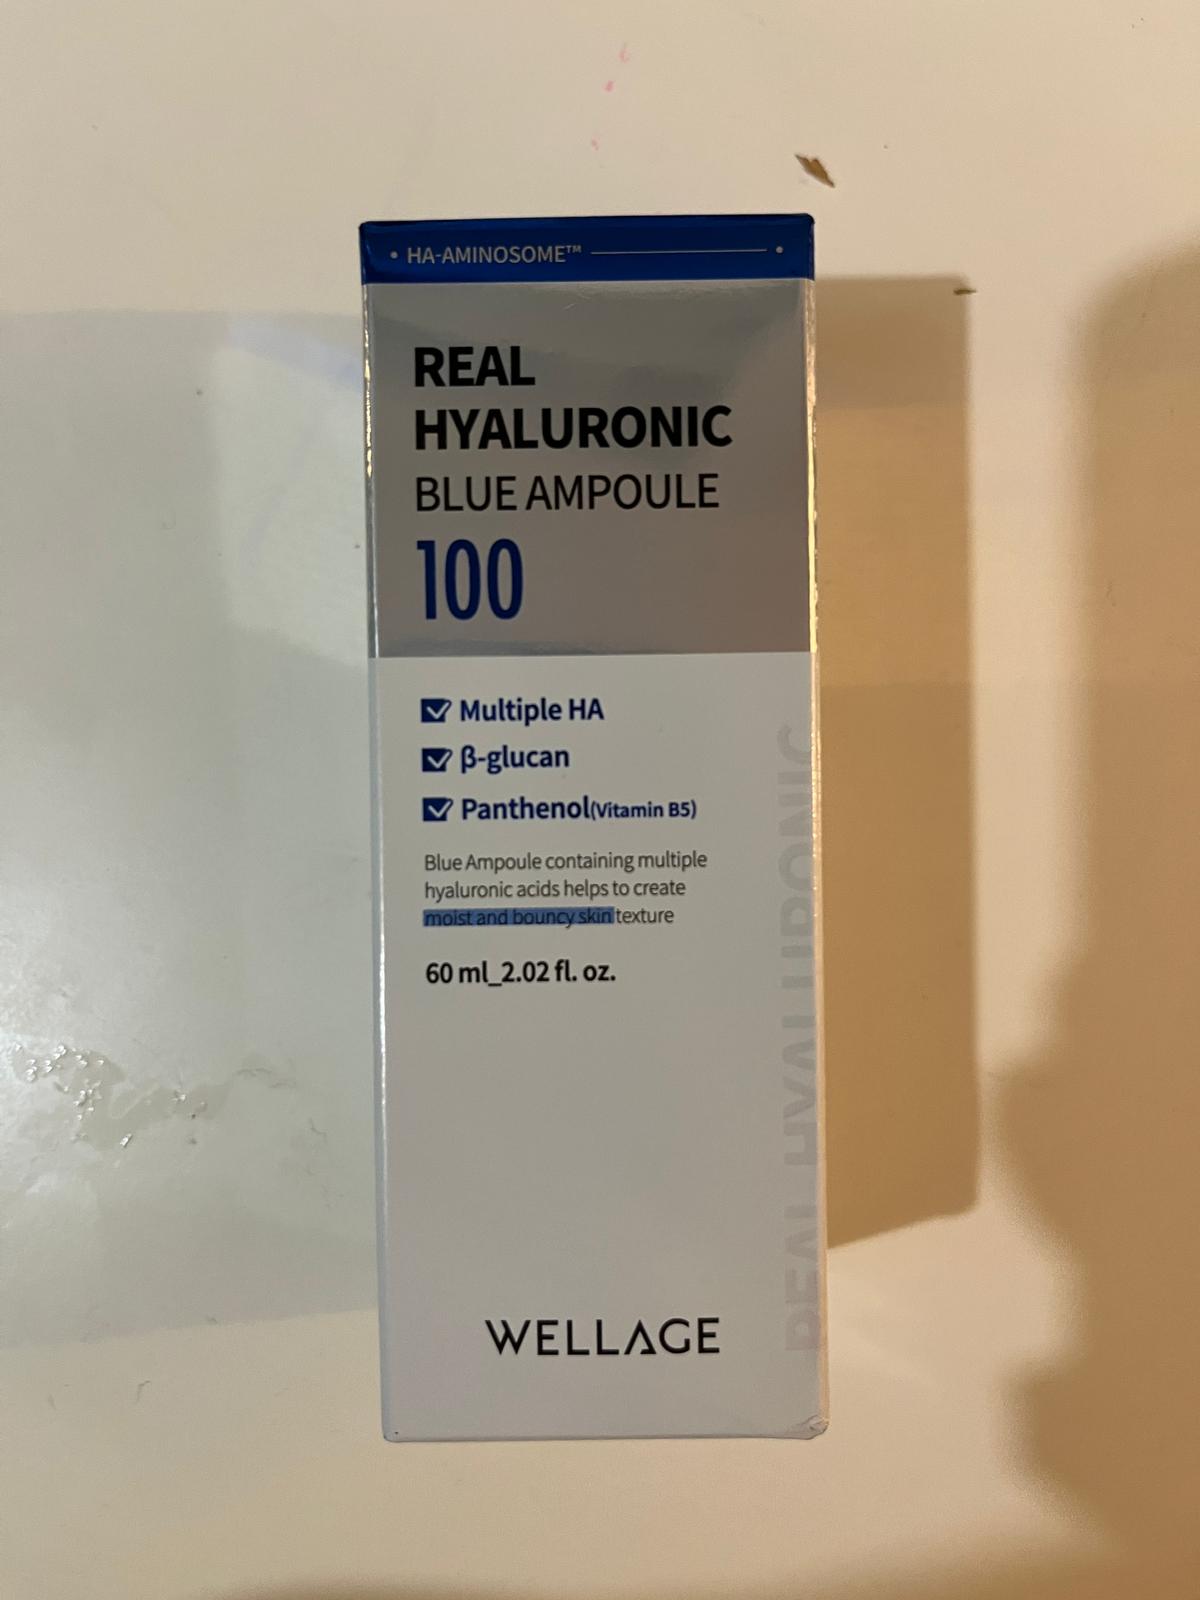 • HA-AMINOSOME™ •
REAL
HYALURONIC
BLUE AMPOULE
100
Multiple HA
β-glucan
Panthenol(Vitamin B5)
Blue Ampoule containing multiple
hyaluronic acids helps to create
moist and bouncy skin texture
60 ml_2.02 fl. oz.
REAL HYALURONIC
WELLAGE